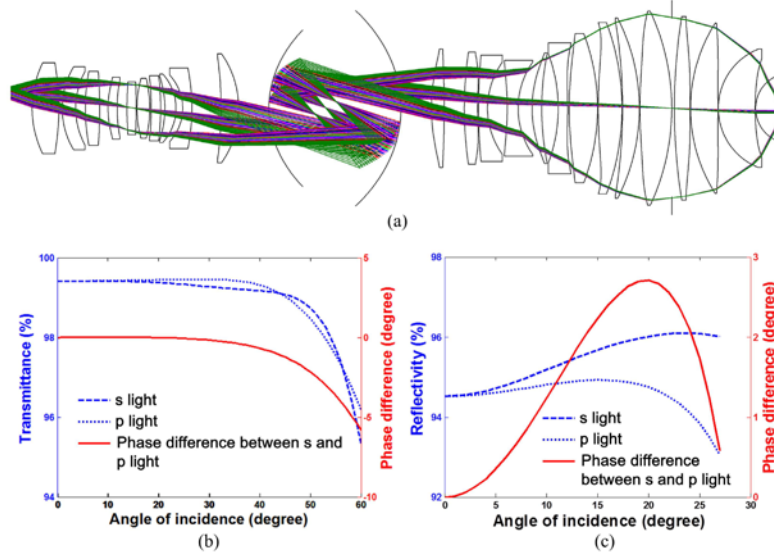 (a)
100
98
96
94
Transmittance (%)
5
0
-5
-10
Phase difference (degree)
s light
p light
Phase difference between s and
p light
0
10
20
30
40
50
60
Angle of incidence (degree)
(b)
98
96
94
92
Reflectivity (%)
3
2
1
0
Phase difference (degree)
s light
p light
Phase difference
between s and p light
0
5
10
15
20
25
30
Angle of incidence (degree)
(c)